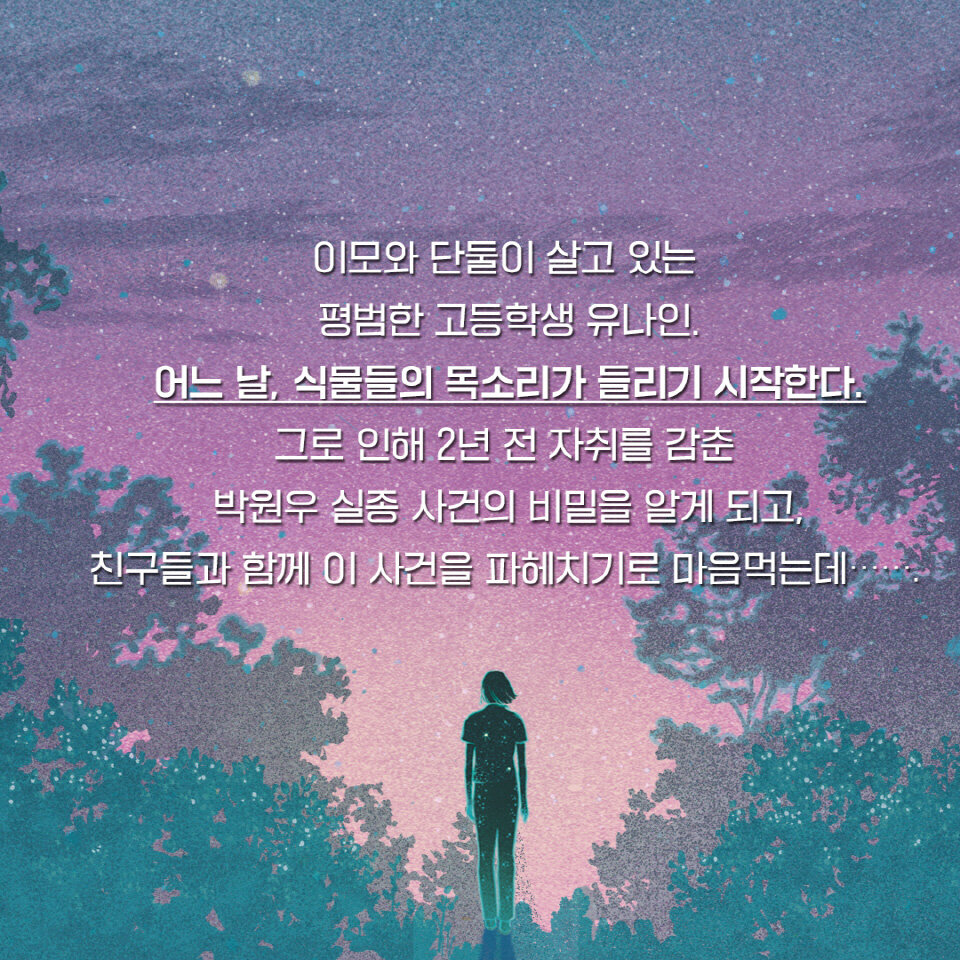 이모와 단둘이 살고 있는
평범한 고등학생 유나인.
어느 날, 식물들의 목소리가 들리기 시작한다.
그로 인해 2년 전 자취를 감춘
박원우 실종 사건의 비밀을 알게 되고,
친구들과 함께 이 사건을 파헤치기로 마음먹는데…….